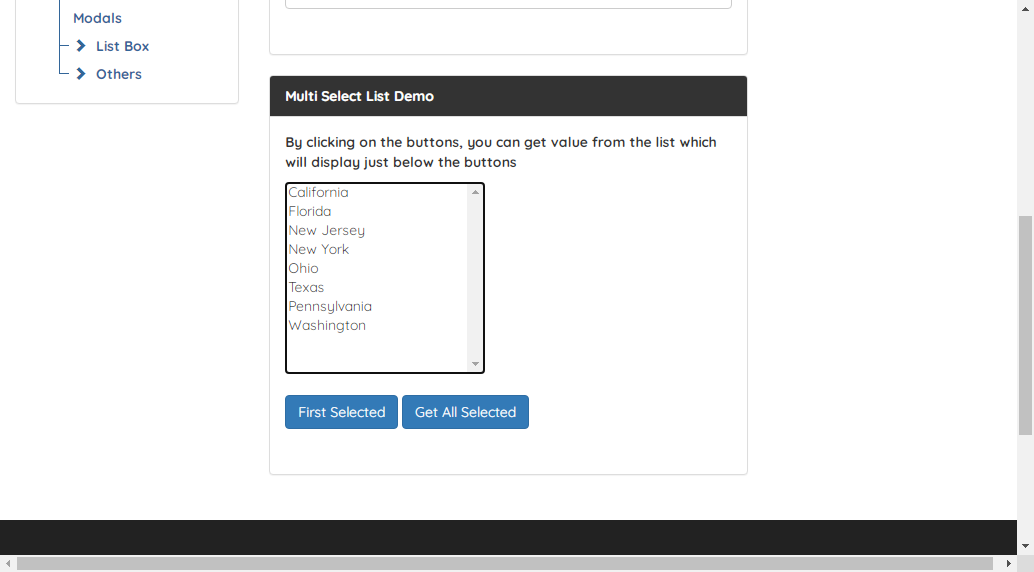 Modals
List Box
Others
Multi Select List Demo
By clicking on the buttons, you can get value from the list which
will display just below the buttons
California
Florida
New Jersey
New York
Ohio
Texas
Pennsylvania
Washington
First Selected
Get All Selected